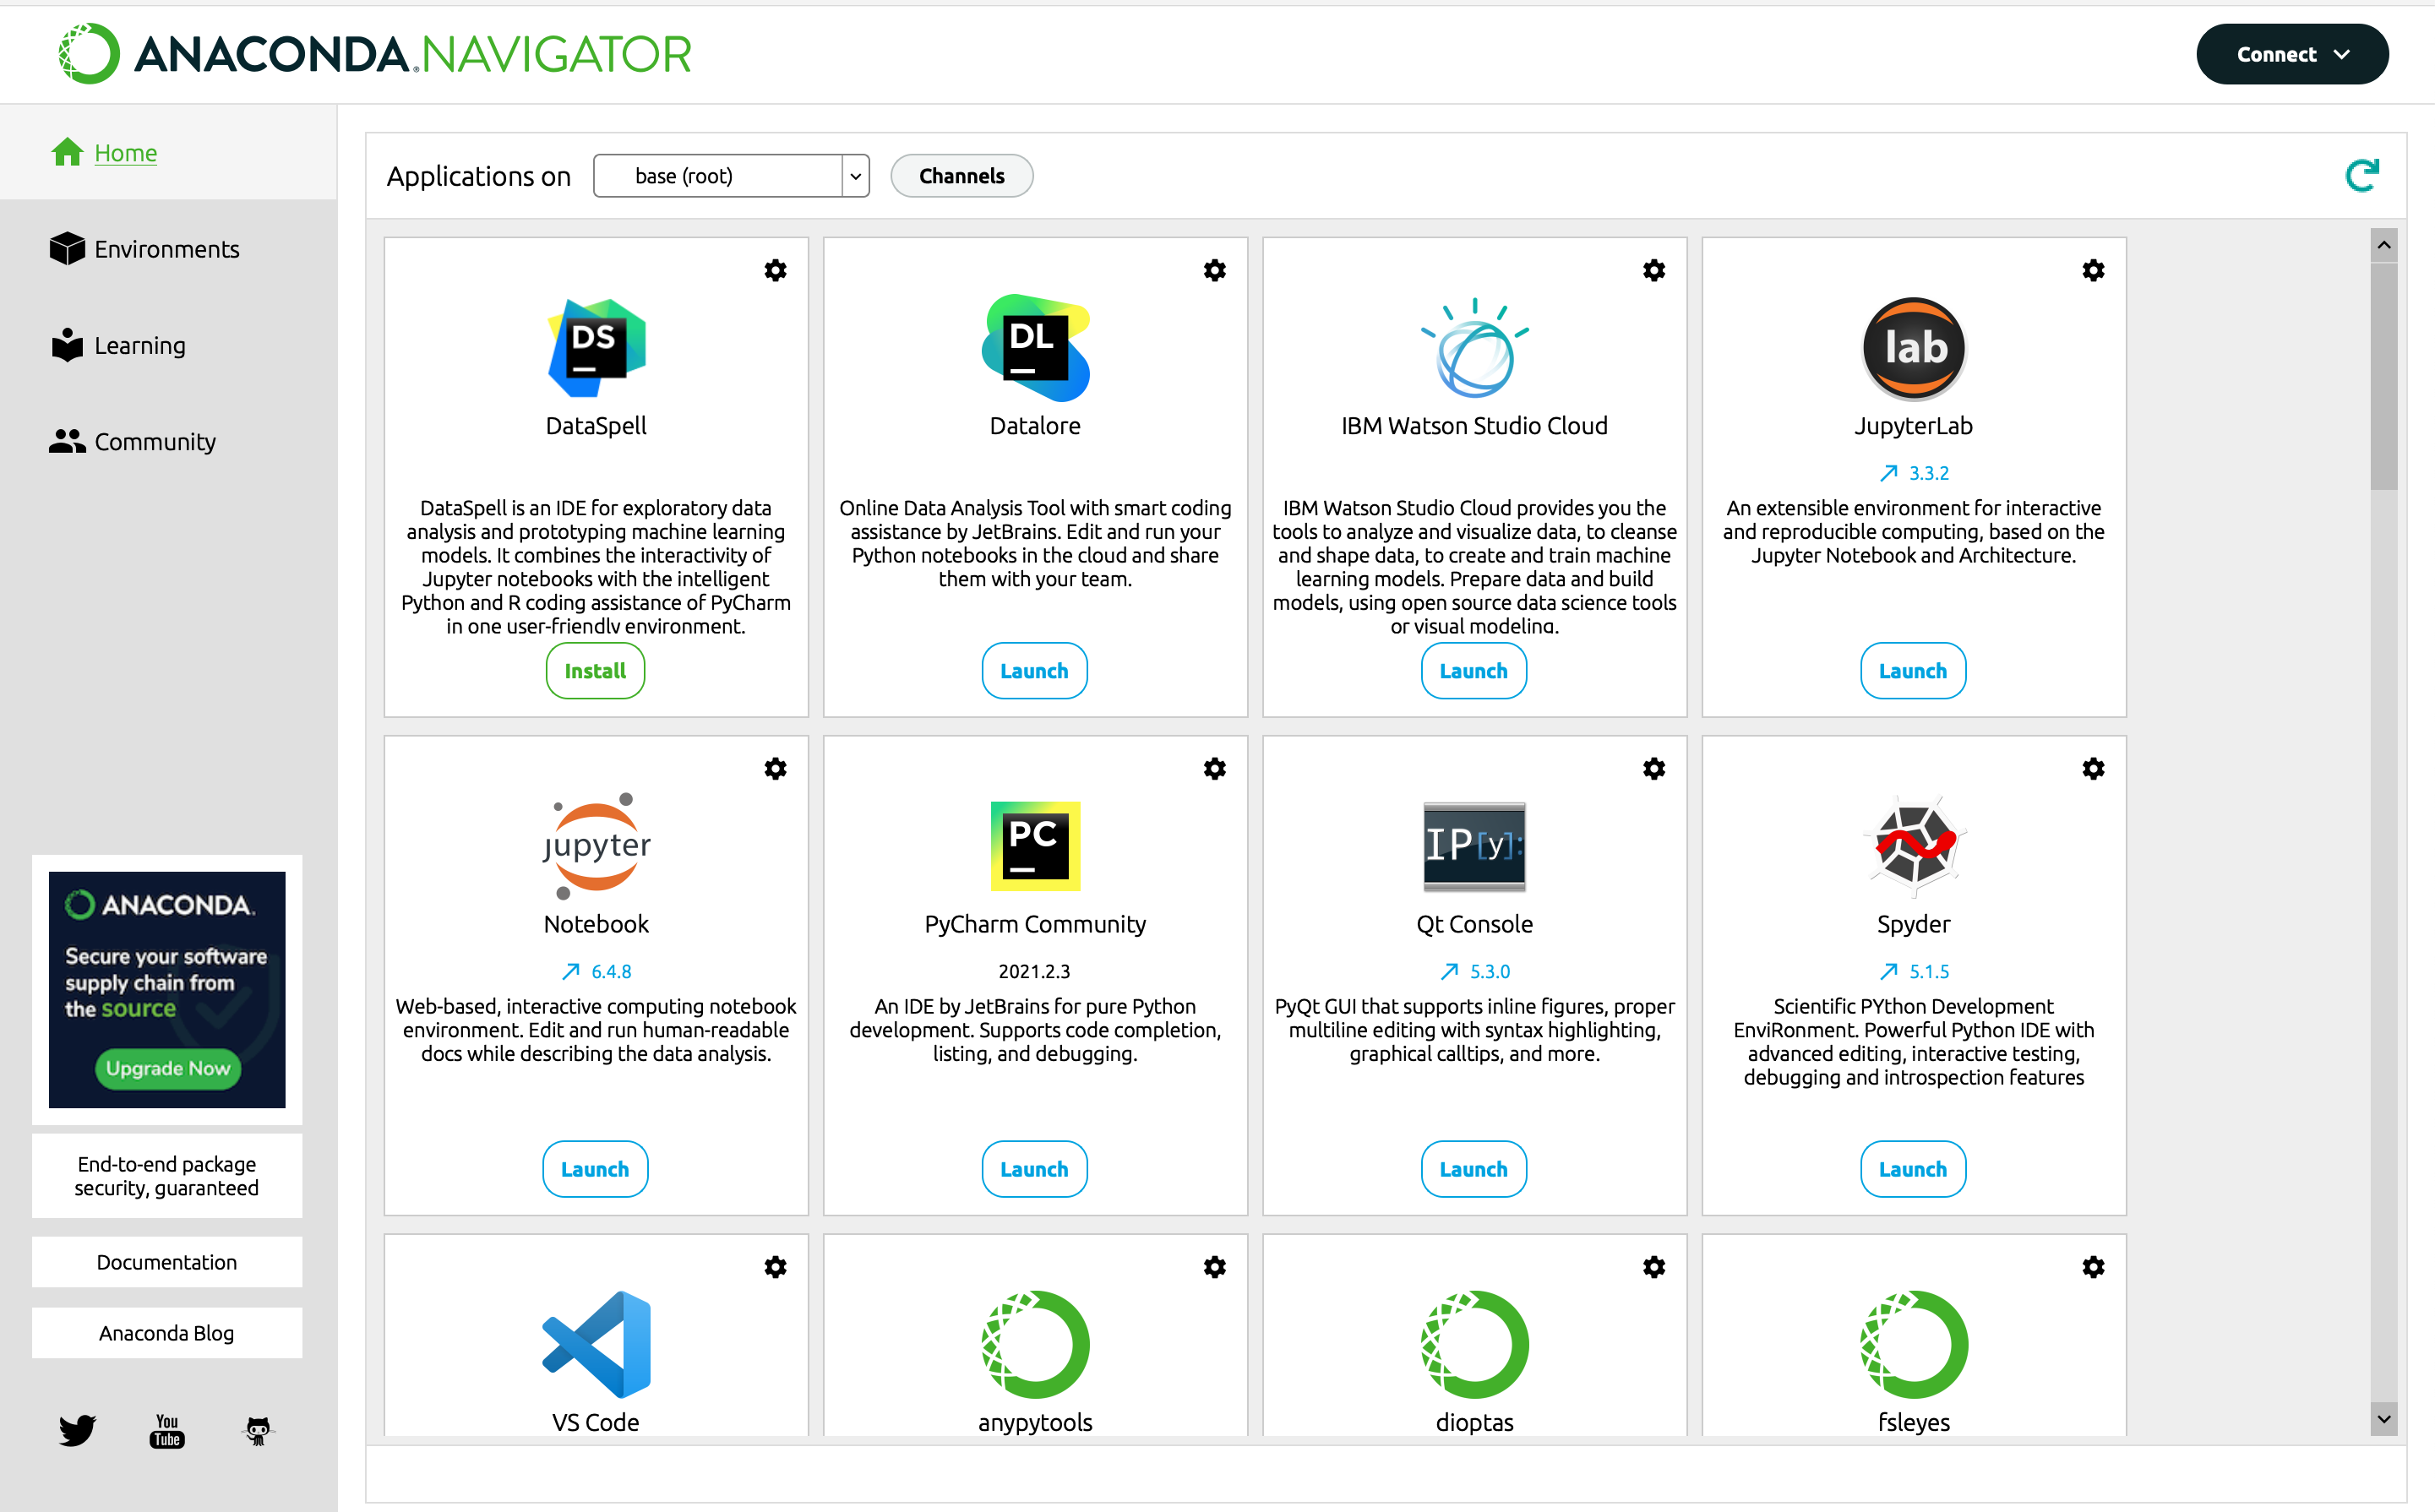 ANACONDA.NAVIGATOR
Connect
Home
Environments
Learning
Community
Applications on
base (root)
Channels
DS
DataSpell
DataSpell is an IDE for exploratory data
analysis and prototyping machine learning
models. It combines the interactivity of
Jupyter notebooks with the intelligent
Python and R coding assistance of PyCharm
in one user-friendly environment.
Install
DL
Datalore
Online Data Analysis Tool with smart coding
assistance by JetBrains. Edit and run your
Python notebooks in the cloud and share
them with your team.
Launch
IBM Watson Studio Cloud
IBM Watson Studio Cloud provides you the
tools to analyze and visualize data, to cleanse
and shape data, to create and train machine
learning models. Prepare data and build
models, using open source data science tools
or visual modeling.
Launch
lab
JupyterLab
3.3.2
An extensible environment for interactive
and reproducible computing, based on the
Jupyter Notebook and Architecture.
Launch
jupyter
Notebook
6.4.8
Web-based, interactive computing notebook
environment. Edit and run human-readable
docs while describing the data analysis.
Launch
PC
PyCharm Community
2021.2.3
An IDE by JetBrains for pure Python
development. Supports code completion,
listing, and debugging.
Launch
IP[y]:
Qt Console
5.3.0
PyQt GUI that supports inline figures, proper
multiline editing with syntax highlighting,
graphical calltips, and more.
Launch
Spyder
5.1.5
Scientific PYthon Development
EnviRonment. Powerful Python IDE with
advanced editing, interactive testing,
debugging and introspection features
Launch
VS Code
anypytools
dioptas
fsleyes
ANACONDA.
Secure your software
supply chain from
the source
Upgrade Now
End-to-end package
security, guaranteed
Documentation
Anaconda Blog
You
Tube